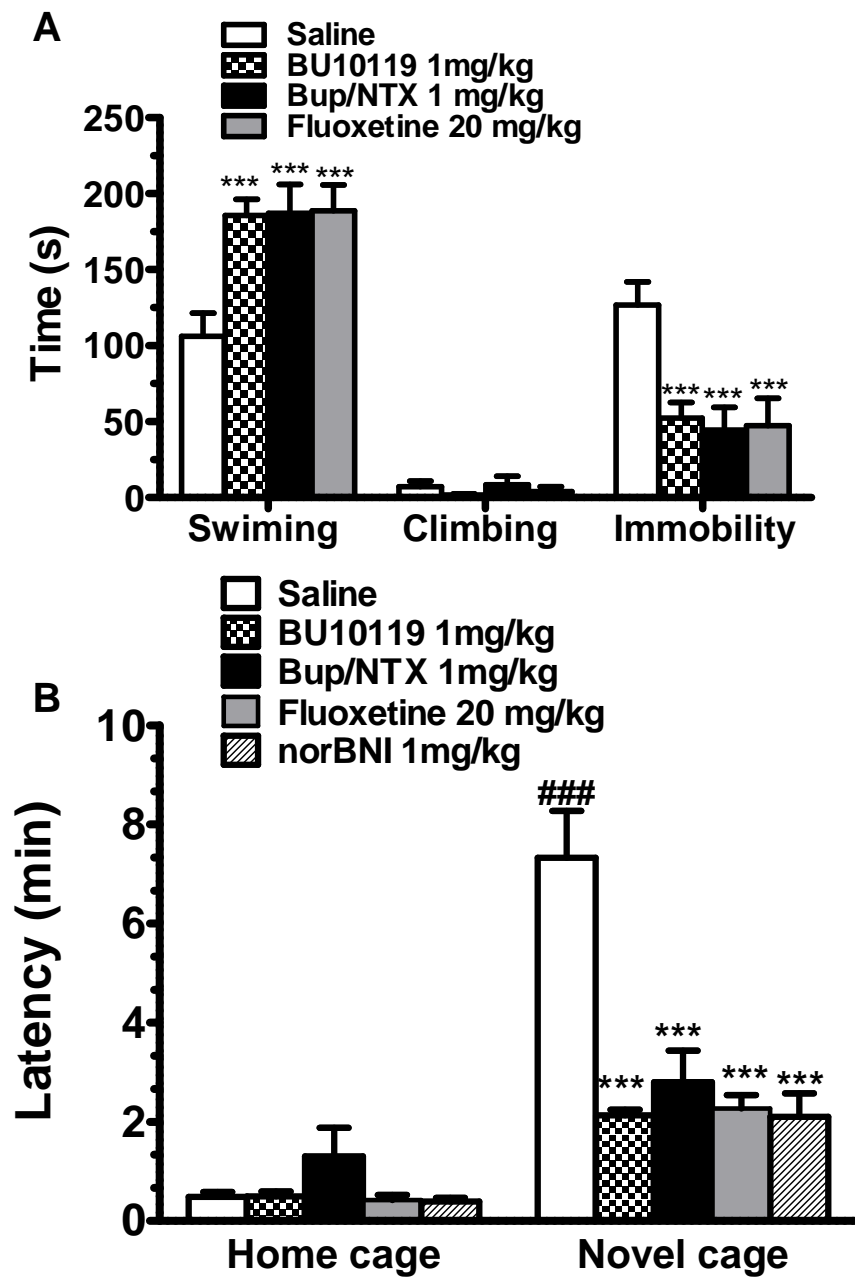 A
Saline
BU10119 1mg/kg
Bup/NTX 1 mg/kg
Fluoxetine 20 mg/kg
250
200
150
100
50
0
Time (s)
*** *** ***
*** *** ***
Swiming Climbing Immobility
B
Saline
BU10119 1mg/kg
Bup/NTX 1mg/kg
Fluoxetine 20 mg/kg
norBNI 1mg/kg
10
8
6
4
2
0
Latency (min)
###
*** *** *** ***
Home cage Novel cage